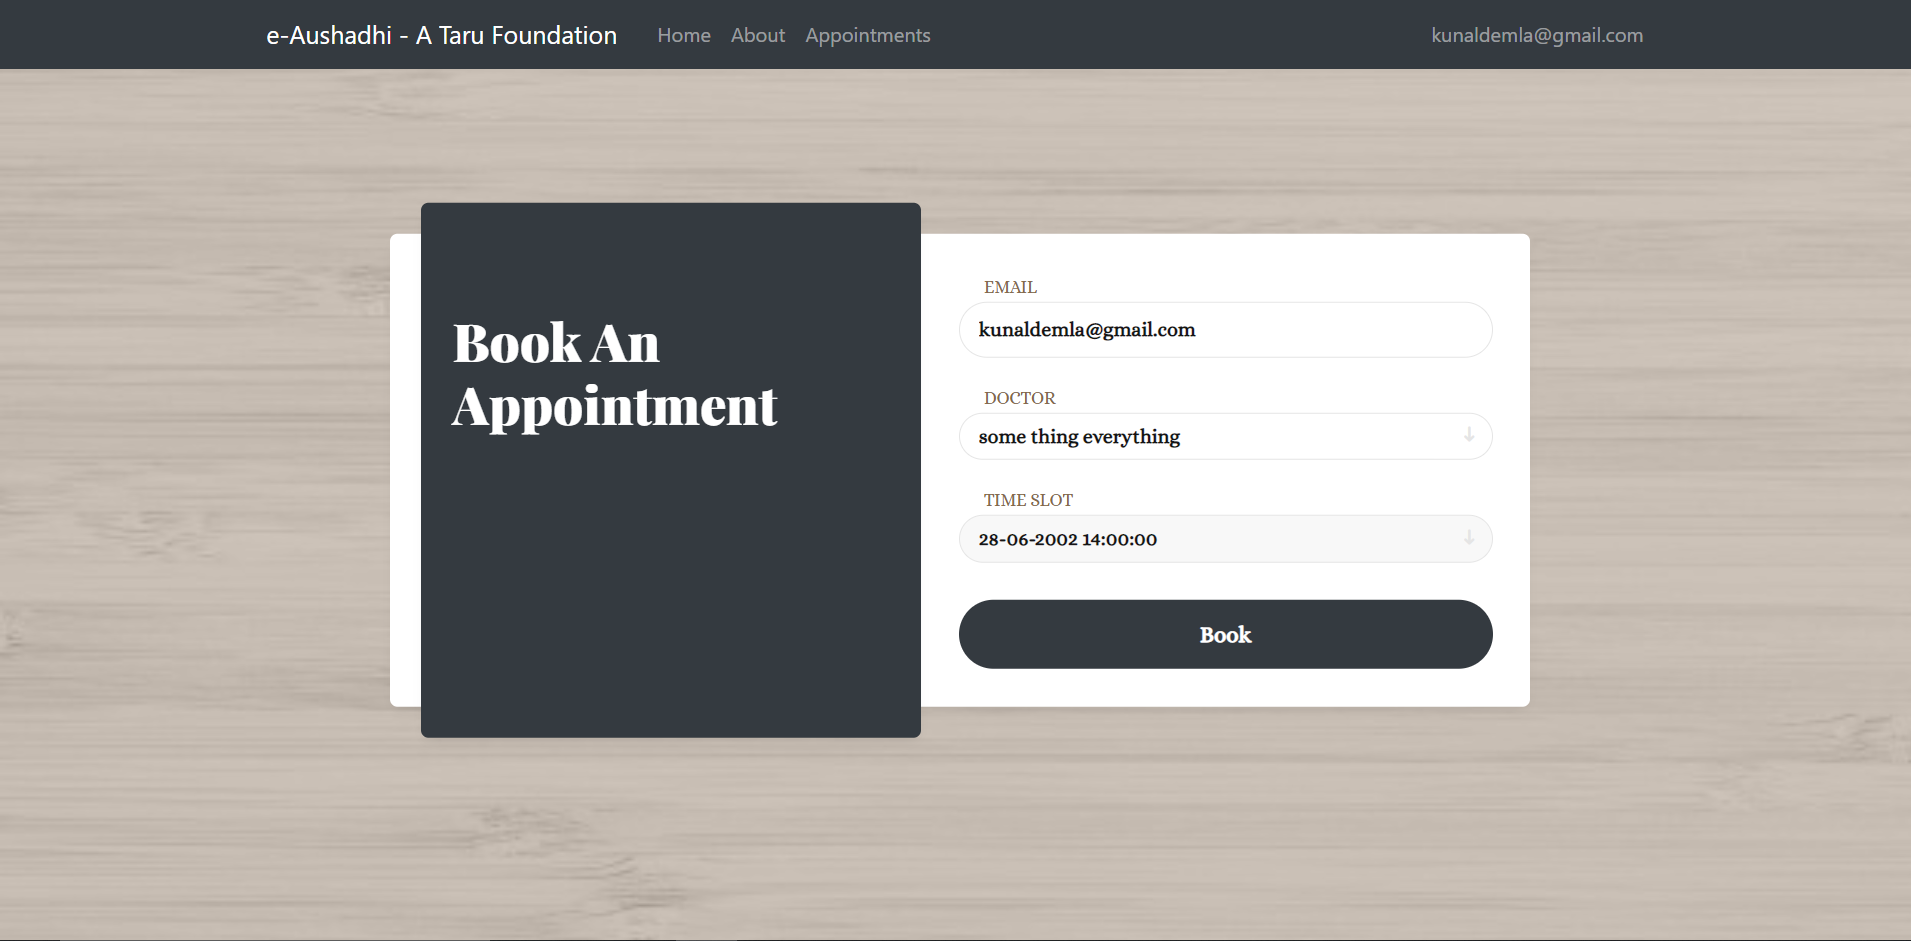 e-Aushadhi - A Taru Foundation Home About Appointments kunaldemla@gmail.com
Book An
Appointment
EMAIL
kunaldemla@gmail.com
DOCTOR
some thing everything
TIME SLOT
28-06-2002 14:00:00
Book